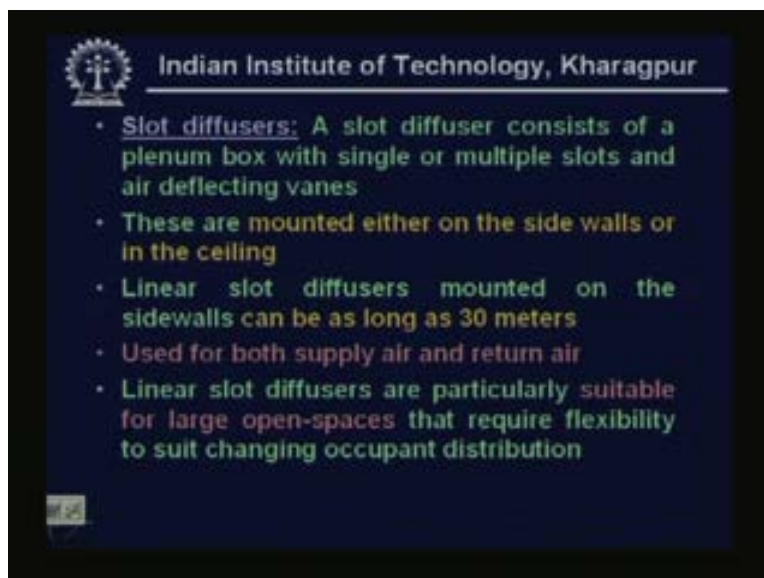 Indian Institute of Technology, Kharagpur
• Slot diffusers: A slot diffuser consists of a
plenum box with single or multiple slots and
air deflecting vanes
• These are mounted either on the side walls or
in the ceiling
• Linear slot diffusers mounted on the
sidewalls can be as long as 30 meters
• Used for both supply air and return air
• Linear slot diffusers are particularly suitable
for large open-spaces that require flexibility
to suit changing occupant distribution